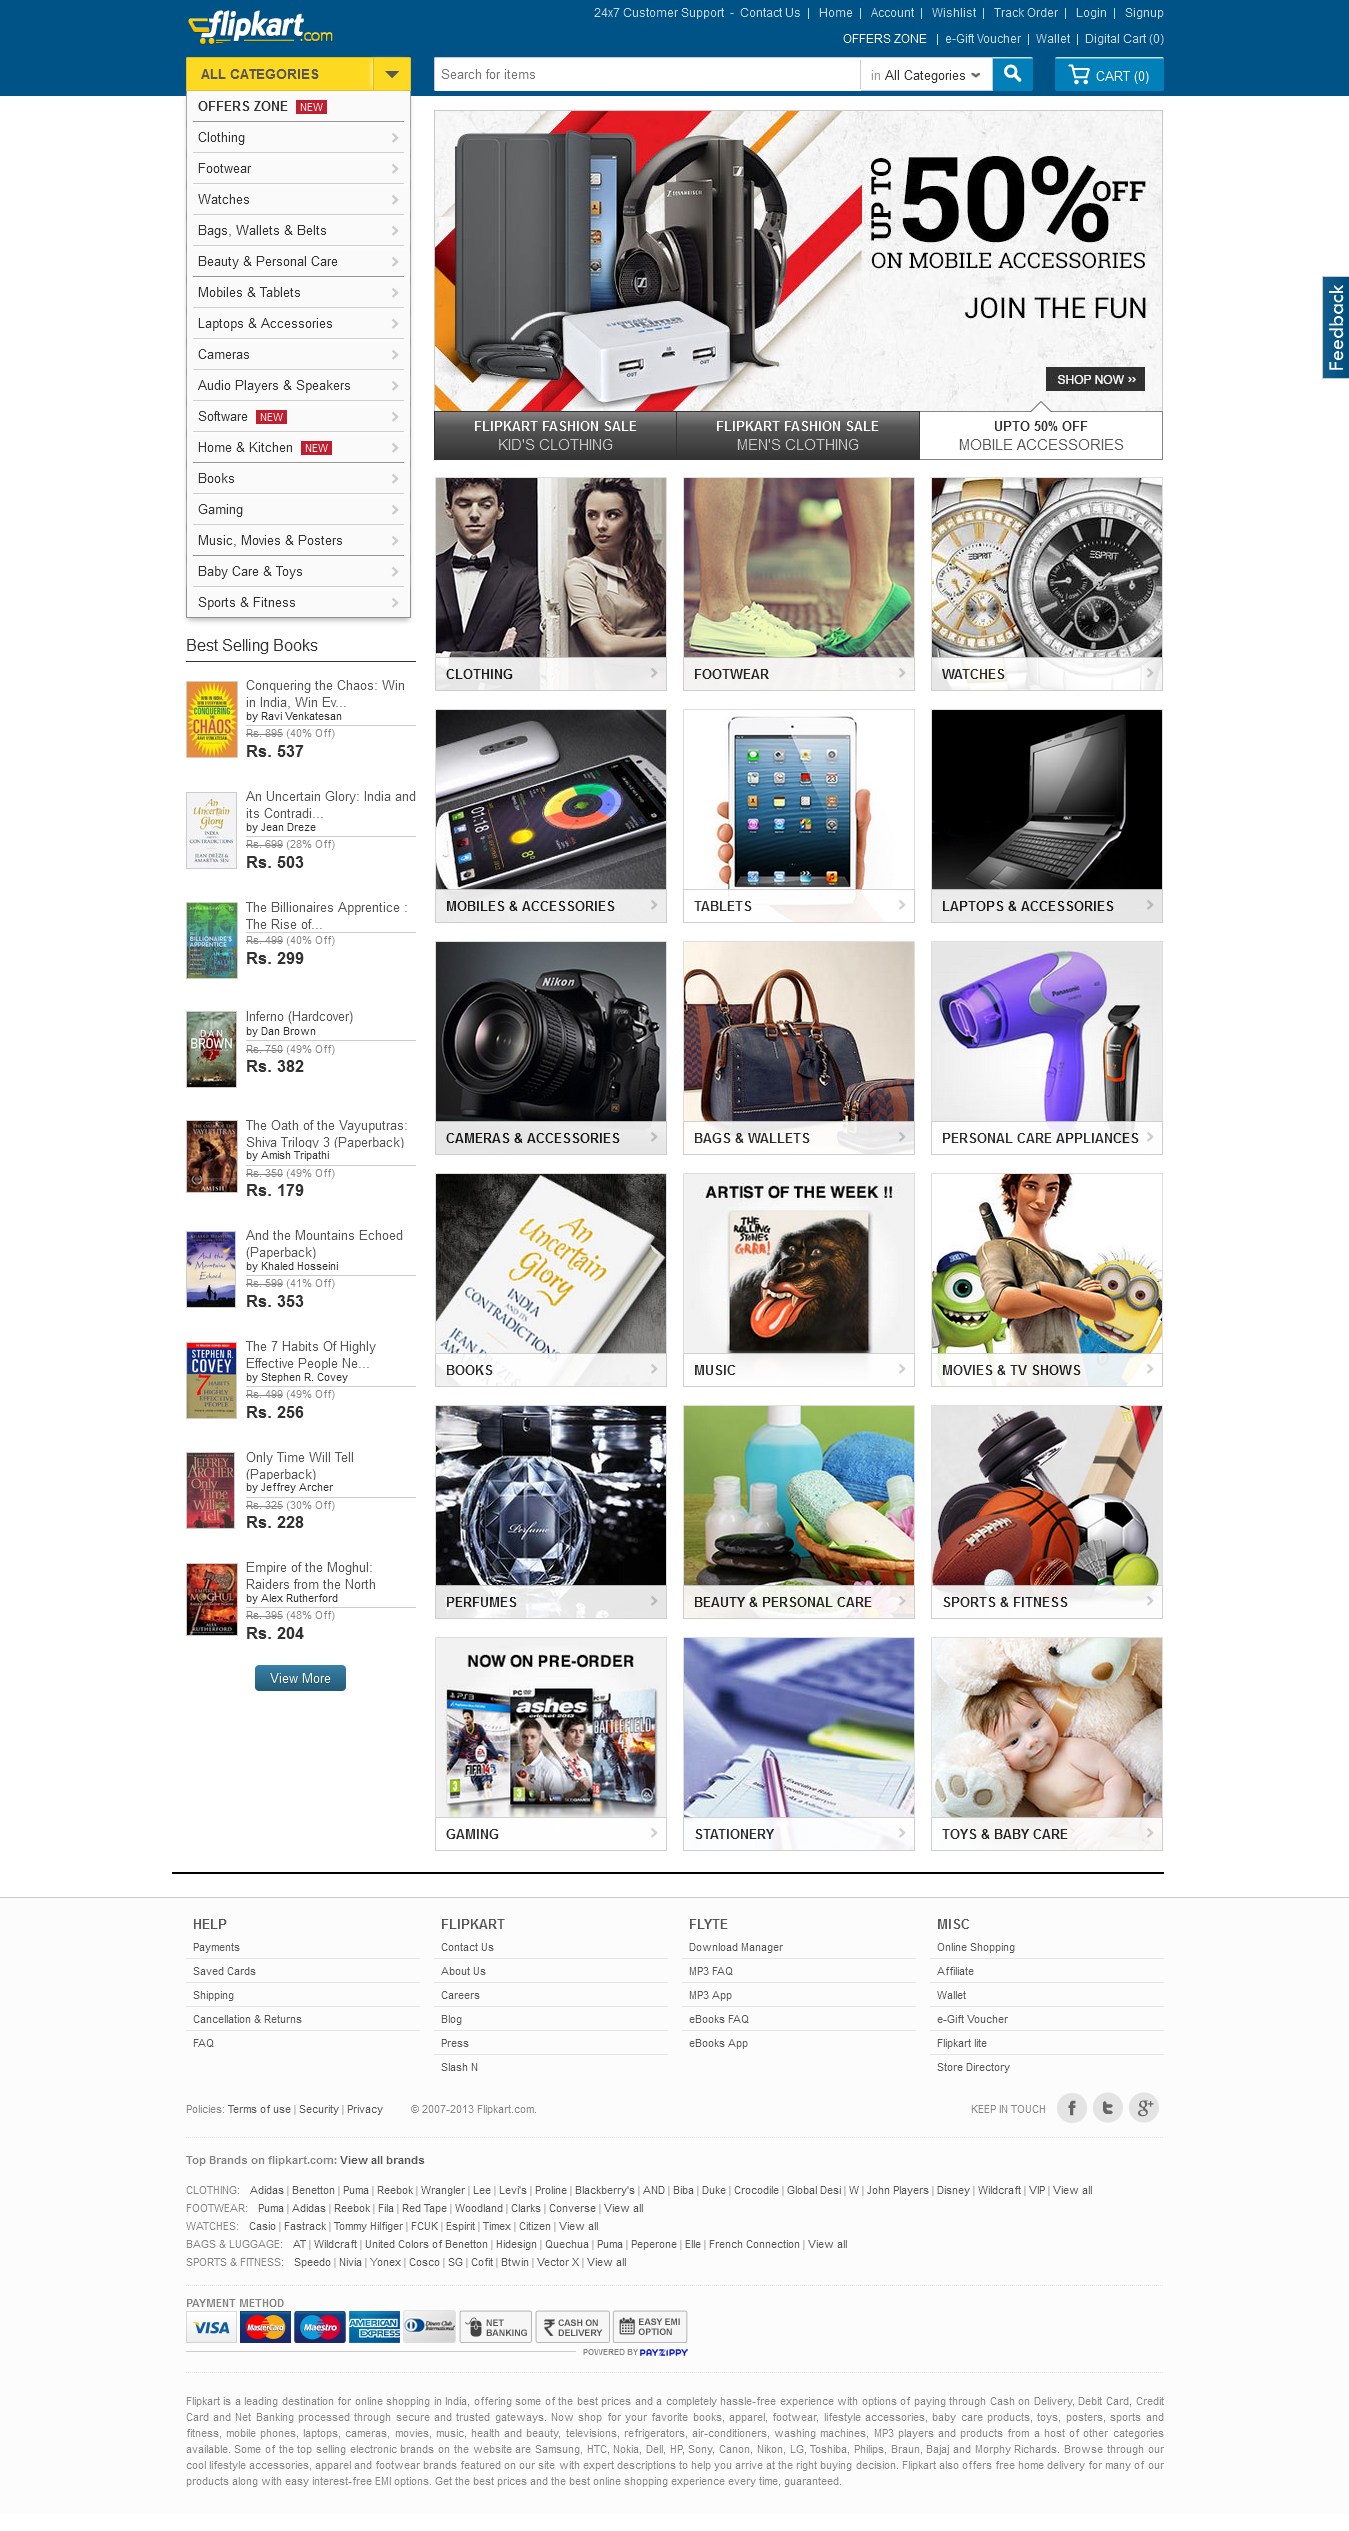 flipkart.com
24x7 Customer Support - Contact Us | Home | Account | Wishlist | Track Order | Login | Signup
OFFERS ZONE | e-Gift Voucher | Wallet | Digital Cart (0)
ALL CATEGORIES
Search for items
in All Categories
CART (0)
OFFERS ZONE NEW
Clothing
Footwear
Watches
Bags, Wallets & Belts
Beauty & Personal Care
Mobiles & Tablets
Laptops & Accessories
Cameras
Audio Players & Speakers
Software NEW
Home & Kitchen NEW
Books
Gaming
Music, Movies & Posters
Baby Care & Toys
Sports & Fitness
UP TO 50% OFF
ON MOBILE ACCESSORIES
JOIN THE FUN
SHOP NOW ››
SENNHEISER
OUT
OUT
Feedback
FLIPKART FASHION SALE
KID'S CLOTHING
FLIPKART FASHION SALE
MEN'S CLOTHING
UPTO 50% OFF
MOBILE ACCESSORIES
Best Selling Books
Conquering the Chaos: Win
in India, Win Ev...
by Ravi Venkatesan
Rs. 895 (40% Off)
Rs. 537
An Uncertain Glory: India and
its Contradi...
by Jean Dreze
Rs. 699 (28% Off)
Rs. 503
The Billionaires Apprentice :
The Rise of...
Rs. 499 (40% Off)
Rs. 299
Inferno (Hardcover)
by Dan Brown
Rs. 750 (49% Off)
Rs. 382
The Oath of the Vayuputras:
Shiva Trilogy 3 (Paperback)
by Amish Tripathi
Rs. 350 (49% Off)
Rs. 179
And the Mountains Echoed
(Paperback)
by Khaled Hosseini
Rs. 599 (41% Off)
Rs. 353
The 7 Habits Of Highly
Effective People Ne...
by Stephen R. Covey
Rs. 499 (49% Off)
Rs. 256
Only Time Will Tell
(Paperback)
by Jeffrey Archer
Rs. 325 (30% Off)
Rs. 228
Empire of the Moghul:
Raiders from the North
by Alex Rutherford
Rs. 395 (48% Off)
Rs. 204
View More
CLOTHING
FOOTWEAR
ESPRIT
ESPRIT
WATCHES
MOBILES & ACCESSORIES
TABLETS
LAPTOPS & ACCESSORIES
Nikon
CAMERAS & ACCESSORIES
BAGS & WALLETS
Panasonic
PERSONAL CARE APPLIANCES
An
Uncertain
Glory
INDIA
AND ITS
CONTRADICTIONS
BOOKS
ARTIST OF THE WEEK !!
THE
ROLLING
STONES
GRRR!
MUSIC
MOVIES & TV SHOWS
Perfume
PERFUMES
BEAUTY & PERSONAL CARE
SPORTS & FITNESS
NOW ON PRE-ORDER
PS3
FIFA 14
PC DVD
ashes
cricket 2013
PC
BATTLEFIELD 4
GAMING
STATIONERY
TOYS & BABY CARE
HELP
Payments
Saved Cards
Shipping
Cancellation & Returns
FAQ
FLIPKART
Contact Us
About Us
Careers
Blog
Press
Slash N
FLYTE
Download Manager
MP3 FAQ
MP3 App
eBooks FAQ
eBooks App
MISC
Online Shopping
Affiliate
Wallet
e-Gift Voucher
Flipkart lite
Store Directory
Policies: Terms of use | Security | Privacy © 2007-2013 Flipkart.com.
KEEP IN TOUCH
Top Brands on flipkart.com: View all brands
CLOTHING: Adidas | Benetton | Puma | Reebok | Wrangler | Lee | Levi's | Proline | Blackberry's | AND | Biba | Duke | Crocodile | Global Desi | W | John Players | Disney | Wildcraft | VIP | View all
FOOTWEAR: Puma | Adidas | Reebok | Fila | Red Tape | Woodland | Clarks | Converse | View all
WATCHES: Casio | Fastrack | Tommy Hilfiger | FCUK | Espirit | Timex | Citizen | View all
BAGS & LUGGAGE: AT | Wildcraft | United Colors of Benetton | Hidesign | Quechua | Puma | Peperone | Elle | French Connection | View all
SPORTS & FITNESS: Speedo | Nivia | Yonex | Cosco | SG | Cofit | Btwin | Vector X | View all
PAYMENT METHOD
VISA
MasterCard
Maestro
AMERICAN EXPRESS
Diners Club International
NET BANKING
CASH ON DELIVERY
EASY EMI OPTION
POWERED BY PAYZIPPY
Flipkart is a leading destination for online shopping in India, offering some of the best prices and a completely hassle-free experience with options of paying through Cash on Delivery, Debit Card, Credit
Card and Net Banking processed through secure and trusted gateways. Now shop for your favorite books, apparel, footwear, lifestyle accessories, baby care products, toys, posters, sports and
fitness, mobile phones, laptops, cameras, movies, music, health and beauty, televisions, refrigerators, air-conditioners, washing machines, MP3 players and products from a host of other categories
available. Some of the top selling electronic brands on the website are Samsung, HTC, Nokia, Dell, HP, Sony, Canon, Nikon, LG, Toshiba, Philips, Braun, Bajaj and Morphy Richards. Browse through our
cool lifestyle accessories, apparel and footwear brands featured on our site with expert descriptions to help you arrive at the right buying decision. Flipkart also offers free home delivery for many of our
products along with easy interest-free EMI options. Get the best prices and the best online shopping experience every time, guaranteed.